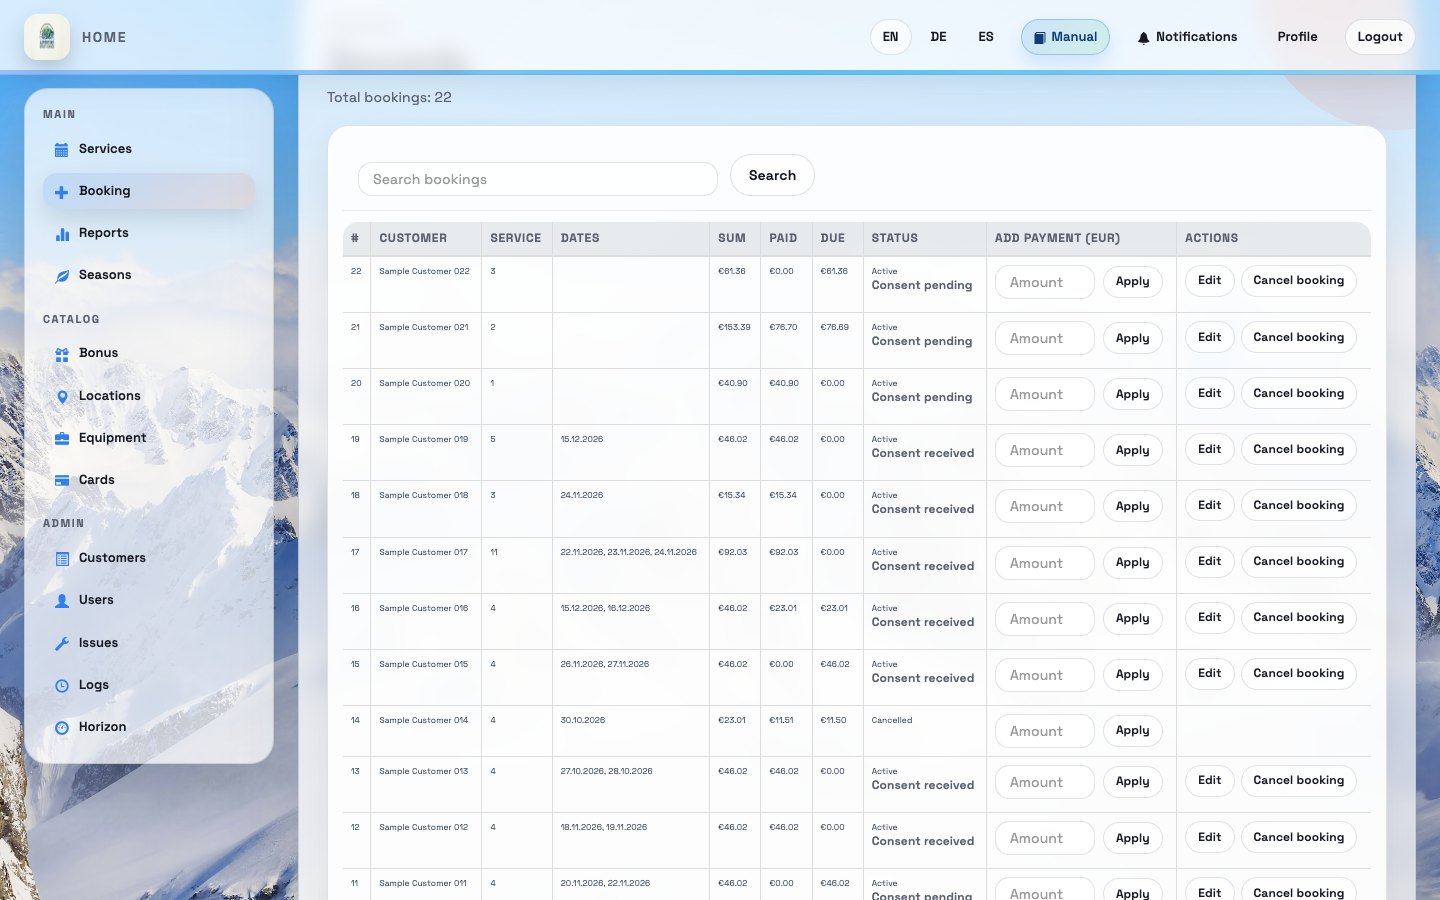 HOME
EN DE ES Manual Notifications Profile Logout
MAIN
Services
Booking
Reports
Seasons
CATALOG
Bonus
Locations
Equipment
Cards
ADMIN
Customers
Users
Issues
Logs
Horizon
Total bookings: 22
Search bookings Search
# CUSTOMER SERVICE DATES SUM PAID DUE STATUS ADD PAYMENT (EUR) ACTIONS
22 Sample Customer 022 3 €61.36 €0.00 €61.36 Active Amount Apply Edit Cancel booking
Consent pending
21 Sample Customer 021 2 €153.39 €76.70 €76.69 Active Amount Apply Edit Cancel booking
Consent pending
20 Sample Customer 020 1 €40.90 €40.90 €0.00 Active Amount Apply Edit Cancel booking
Consent pending
19 Sample Customer 019 5 15.12.2026 €46.02 €46.02 €0.00 Active Amount Apply Edit Cancel booking
Consent received
18 Sample Customer 018 3 24.11.2026 €15.34 €15.34 €0.00 Active Amount Apply Edit Cancel booking
Consent received
17 Sample Customer 017 11 22.11.2026, 23.11.2026, 24.11.2026 €92.03 €92.03 €0.00 Active Amount Apply Edit Cancel booking
Consent received
16 Sample Customer 016 4 15.12.2026, 16.12.2026 €46.02 €23.01 €23.01 Active Amount Apply Edit Cancel booking
Consent received
15 Sample Customer 015 4 26.11.2026, 27.11.2026 €46.02 €0.00 €46.02 Active Amount Apply Edit Cancel booking
Consent received
14 Sample Customer 014 4 30.10.2026 €23.01 €11.51 €11.50 Cancelled Amount Apply
13 Sample Customer 013 4 27.10.2026, 28.10.2026 €46.02 €46.02 €0.00 Active Amount Apply Edit Cancel booking
Consent received
12 Sample Customer 012 4 18.11.2026, 19.11.2026 €46.02 €46.02 €0.00 Active Amount Apply Edit Cancel booking
Consent received
11 Sample Customer 011 4 20.11.2026, 22.11.2026 €46.02 €0.00 €46.02 Active Amount Apply Edit Cancel booking
Consent pending